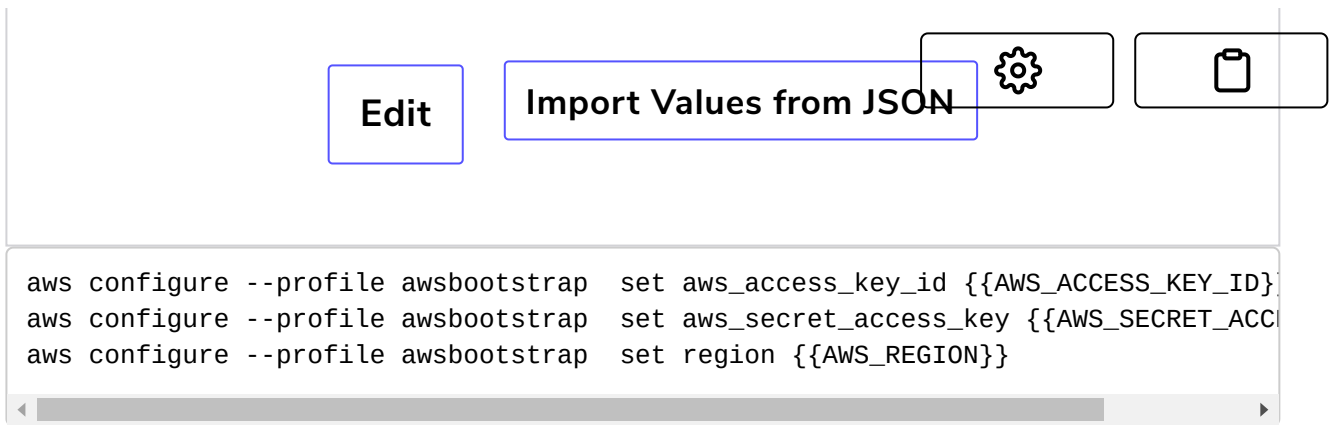 Edit
Import Values from JSON
aws configure --profile awsbootstrap  set aws_access_key_id {{AWS_ACCESS_KEY_ID}
aws configure --profile awsbootstrap  set aws_secret_access_key {{AWS_SECRET_ACC
aws configure --profile awsbootstrap  set region {{AWS_REGION}}